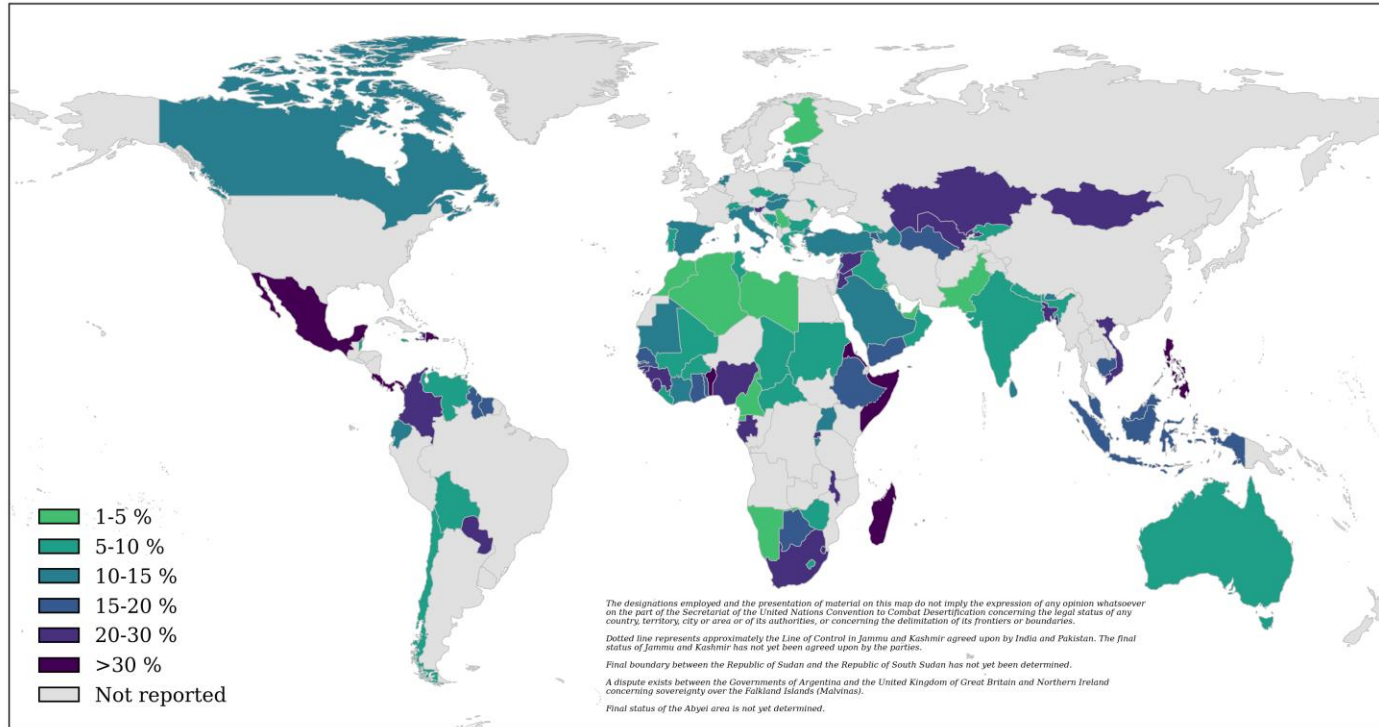 1-5 %
5-10 %
10-15 %
15-20 %
20-30 %
>30 %
Not reported
The designations employed and the presentation of material on this map do not imply the expression of any opinion whatsoever
on the part of the Secretariat of the United Nations Convention to Combat Desertification concerning the legal status of any
country, territory, city or area or of its authorities, or concerning the delimitation of its frontiers or boundaries.
Dotted line represents approximately the Line of Control in Jammu and Kashmir agreed upon by India and Pakistan. The final
status of Jammu and Kashmir has not yet been agreed upon by the parties.
Final boundary between the Republic of Sudan and the Republic of South Sudan has not yet been determined.
A dispute exists between the Governments of Argentina and the United Kingdom of Great Britain and Northern Ireland
concerning sovereignty over the Falkland Islands (Malvinas).
Final status of the Abyei area is not yet determined.